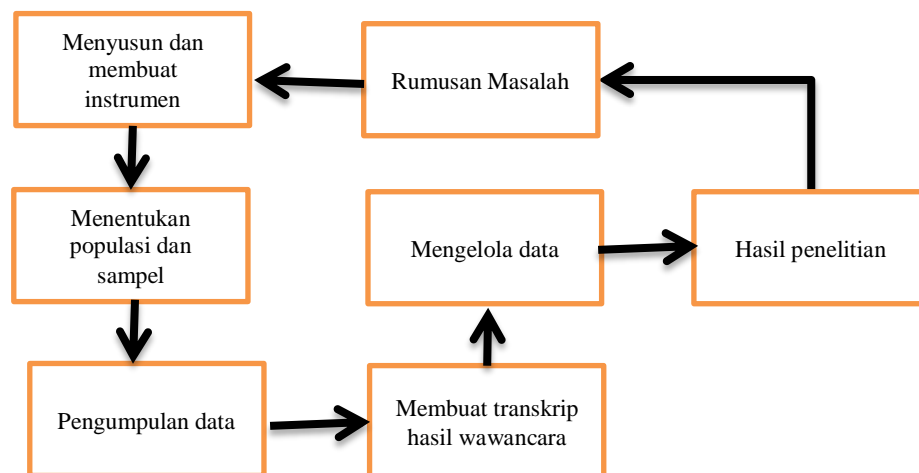 Menyusun dan
membuat
instrumen
Rumusan Masalah
Menentukan
populasi dan
sampel
Mengelola data
Hasil penelitian
Pengumpulan data
Membuat transkrip
hasil wawancara